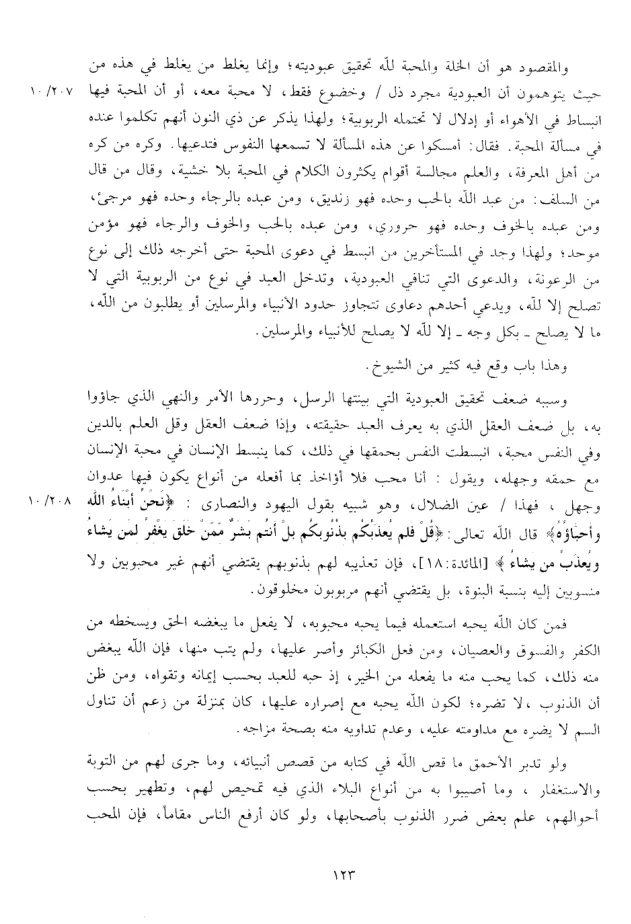 والمقصود هو أن الخلة والمحبة لله تحقيق عبوديته؛ وإنما يغلط من يغلط في هذه من
حيث يتوهمون أن العبودية مجرد ذل / وخضوع فقط، لا محبة معه، أو أن المحبة فيها ١٠/٢٠٧
انبساط في الأهواء أو إدلال لا تحتمله الربوبية؛ ولهذا يذكر عن ذي النون أنهم تكلموا عنده
في مسألة المحبة. فقال: أمسكوا عن هذه المسألة لا تسمعها النفوس فتدعيها. وكره من كره
من أهل المعرفة، والعلم مجالسة أقوام يكثرون الكلام في المحبة بلا خشية، وقال من قال
من السلف: من عبد الله بالحب وحده فهو زنديق، ومن عبده بالرجاء وحده فهو مرجئ،
ومن عبده بالخوف وحده فهو حروري، ومن عبده بالحب والخوف والرجاء فهو مؤمن
موحد؛ ولهذا وجد في المستأخرين من انبسط في دعوى المحبة حتى أخرجه ذلك إلى نوع
من الرعونة، والدعوى التي تنافي العبودية، وتدخل العبد في نوع من الربوبية التي لا
تصلح إلا لله، ويدعي أحدهم دعاوى تتجاوز حدود الأنبياء والمرسلين أو يطلبون من الله،
ما لا يصلح ـ بكل وجه ـ إلا لله لا يصلح للأنبياء والمرسلين.
وهذا باب وقع فيه كثير من الشيوخ.
وسببه ضعف تحقيق العبودية التي بينتها الرسل، وحررها الأمر والنهي الذي جاؤوا
به، بل ضعف العقل الذي به يعرف العبد حقيقته، وإذا ضعف العقل وقل العلم بالدين
وفي النفس محبة، انبسطت النفس بحمقها في ذلك، كما ينبسط الإنسان في محبة الإنسان
مع حمقه وجهله، ويقول : أنا محب فلا أؤاخذ بما أفعله من أنواع يكون فيها عدوان
وجهل ، فهذا / عين الضلال، وهو شبيه بقول اليهود والنصارى : ﴿نَحْنُ أَبْنَاءُ اللَّهِ ١٠/٢٠٨
وَأَحِبَّاؤُهُ﴾ قال الله تعالى: ﴿قُلْ فَلِمَ يُعَذِّبُكُم بِذُنُوبِكُم بَلْ أَنتُم بَشَرٌ مِّمَّنْ خَلَقَ يَغْفِرُ لِمَن يَشَاءُ
وَيُعَذِّبُ مَن يَشَاءُ ﴾ [المائدة:١٨]، فإن تعذيبه لهم بذنوبهم يقتضي أنهم غير محبوبين ولا
منسوبين إليه بنسبة البنوة، بل يقتضي أنهم مربوبون مخلوقون.
فمن كان الله يحبه استعمله فيما يحبه محبوبه، لا يفعل ما يبغضه الحق ويسخطه من
الكفر والفسوق والعصيان، ومن فعل الكبائر وأصر عليها، ولم يتب منها، فإن الله يبغض
منه ذلك، كما يحب منه ما يفعله من الخير، إذ حبه للعبد بحسب إيمانه وتقواه، ومن ظن
أن الذنوب ،لا تضره؛ لكون الله يحبه مع إصراره عليها، كان بمنزلة من زعم أن تناول
السم لا يضره مع مداومته عليه، وعدم تداويه منه بصحة مزاجه.
ولو تدبر الأحمق ما قص الله في كتابه من قصص أنبيائه، وما جرى لهم من التوبة
والاستغفار ، وما أصيبوا به من أنواع البلاء الذي فيه تمحيص لهم، وتطهير بحسب
أحوالهم، علم بعض ضرر الذنوب بأصحابها، ولو كان أرفع الناس مقاماً، فإن المحب
١٢٣